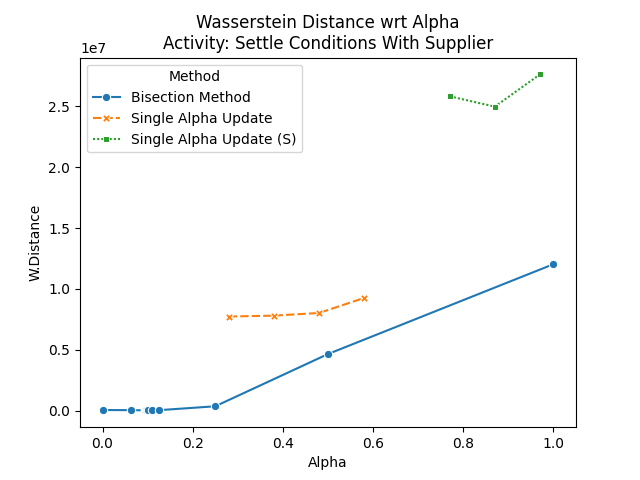 Wasserstein Distance wrt Alpha
Activity: Settle Conditions With Supplier
1e7
Method
Bisection Method
Single Alpha Update
Single Alpha Update (S)
2.5
2.0
1.5
1.0
0.5
0.0
W.Distance
0.0 0.2 0.4 0.6 0.8 1.0
Alpha